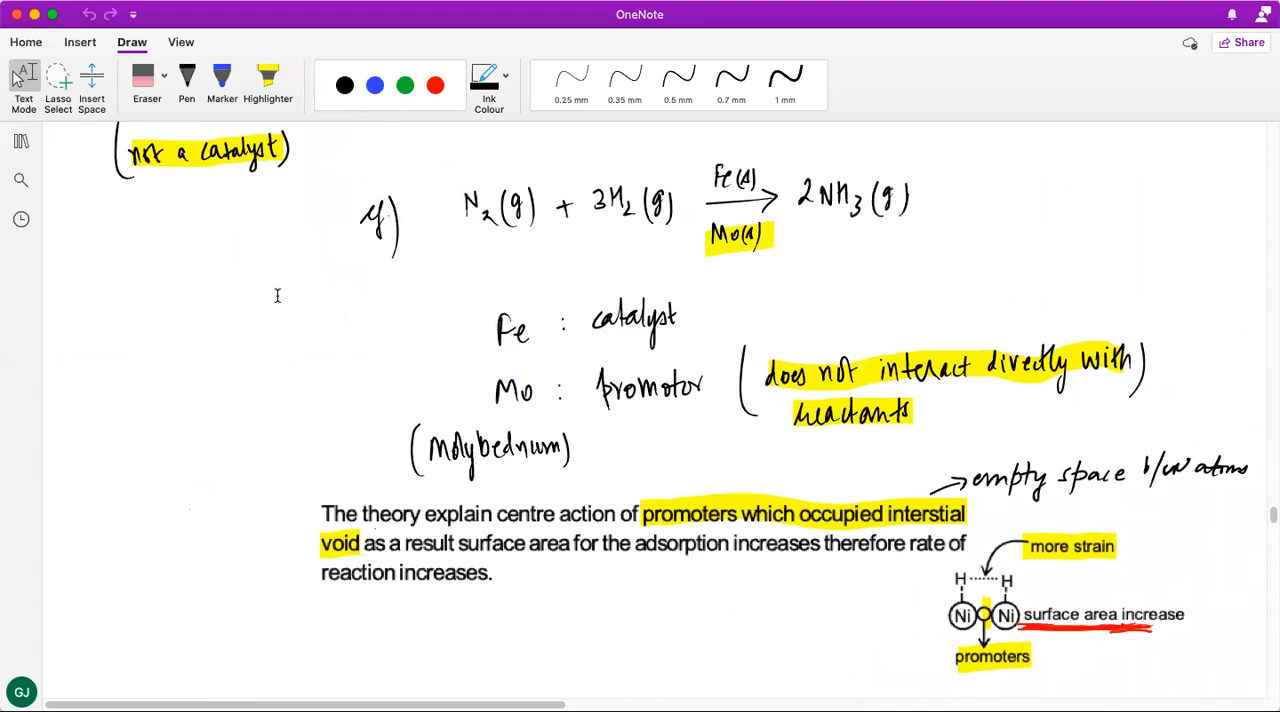 OneNote
Home Insert Draw View
Share
Text Mode
Lasso Select
Insert Space
Eraser
Pen
Marker
Highlighter
Ink Colour
0.25 mm
0.35 mm
0.5 mm
0.7 mm
1 mm
(not a catalyst)
N2(g) + 3H2(g) Fe(s) → Mo(s) 2NH3(g)
Fe : catalyst
Mo : promotor (does not interact directly with)
reactants
(Molybednum)
→ empty space b/w atoms
The theory explain centre action of promoters which occupied interstial
void as a result surface area for the adsorption increases therefore rate of
reaction increases.
more strain
H ...... H
Ni Ni surface area increase
promoters
GJ